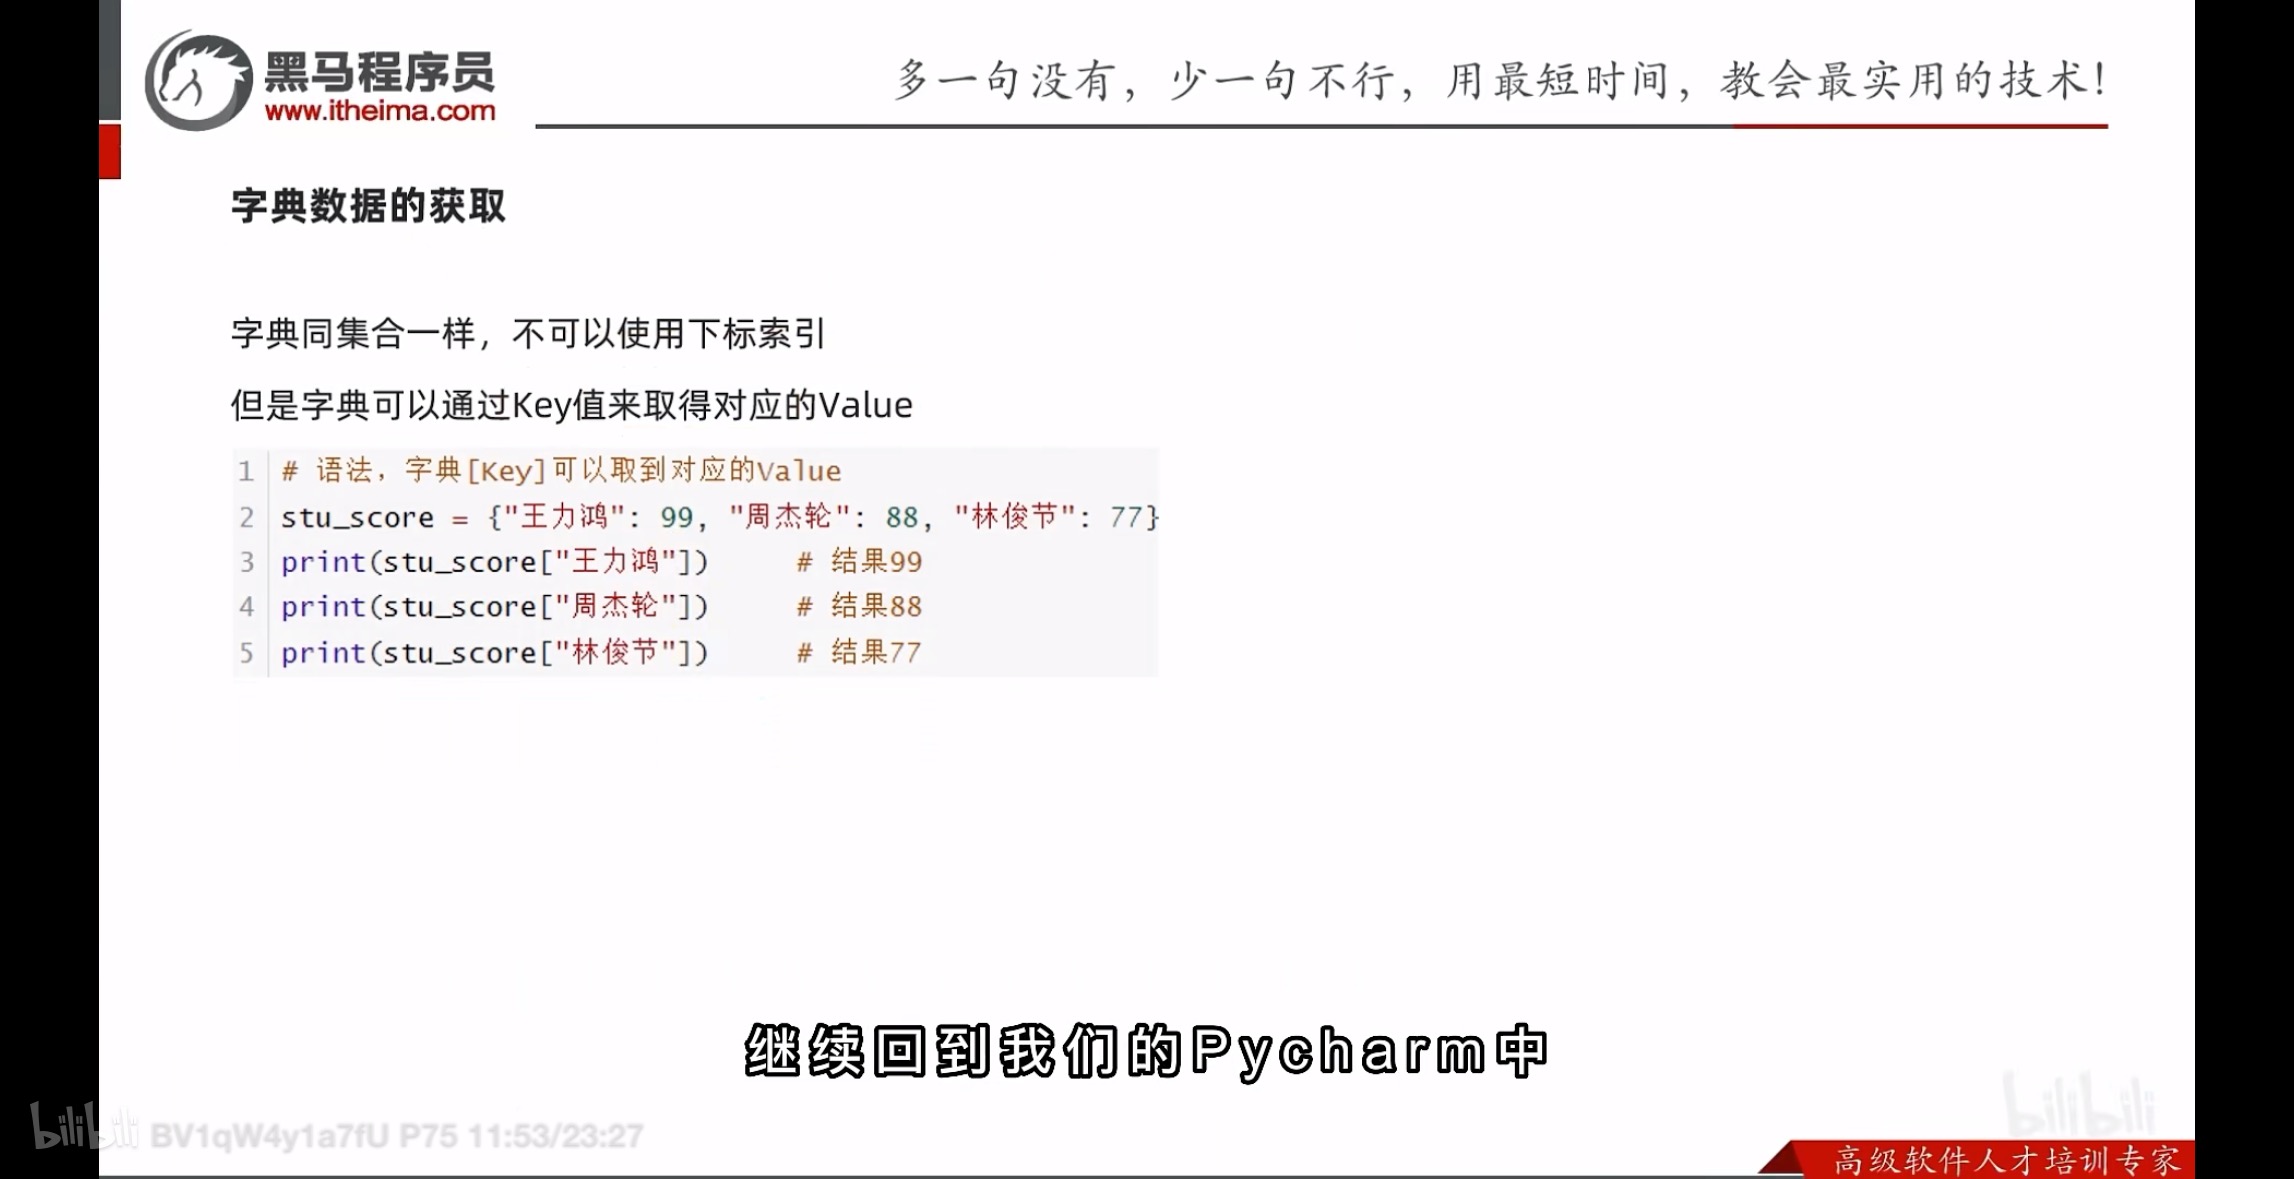 黑马程序员
www.itheima.com
多一句没有，少一句不行，用最短时间，教会最实用的技术！
字典数据的获取
字典同集合一样，不可以使用下标索引
但是字典可以通过Key值来取得对应的Value
1 # 语法，字典[Key]可以取到对应的Value
2 stu_score = {"王力鸿": 99, "周杰轮": 88, "林俊节": 77}
3 print(stu_score["王力鸿"]) # 结果99
4 print(stu_score["周杰轮"]) # 结果88
5 print(stu_score["林俊节"]) # 结果77
继续回到我们的Pycharm中
bilibili BV1qW4y1a7fU P75 11:53/23:27
bilibili
高级软件人才培训专家